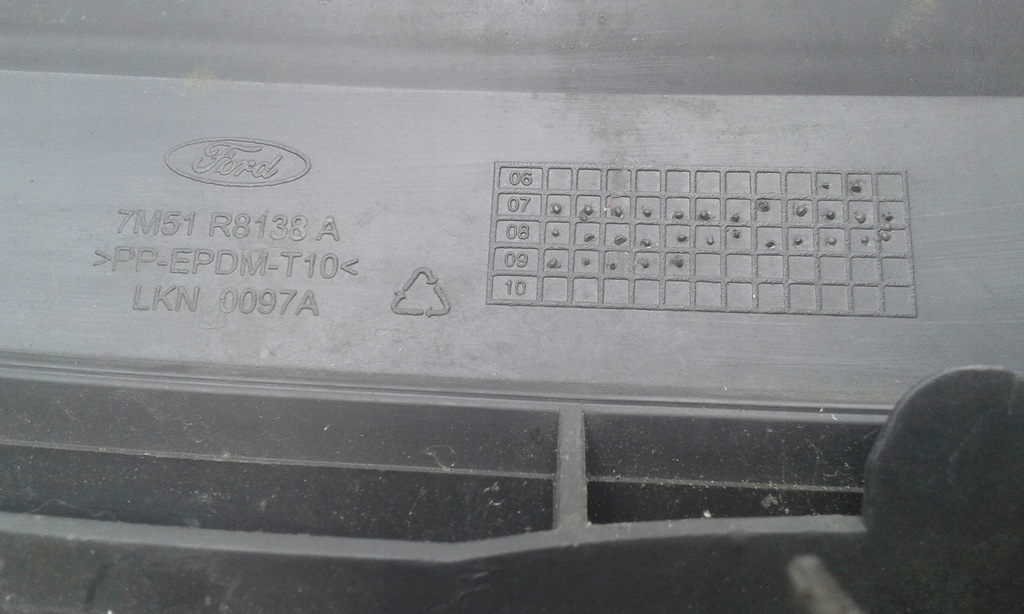 Ford
7M51 R8138 A
>PP-EPDM-T10<
LKN 0097A
06
07
08
09
10